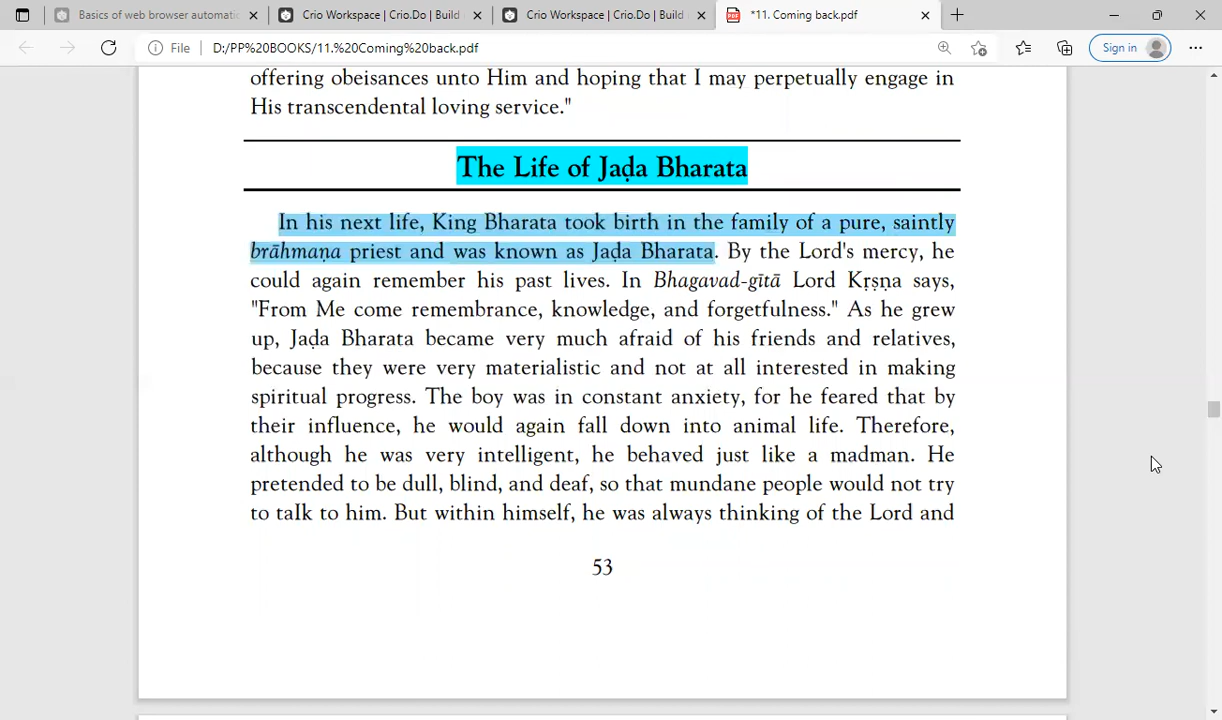 Basics of web browser automatic
Crio Workspace | Crio.Do | Build
Crio Workspace | Crio.Do | Build
*11. Coming back.pdf
File
D:/PP%20BOOKS/11.%20Coming%20back.pdf
Sign in
offering obeisances unto Him and hoping that I may perpetually engage in
His transcendental loving service."
The Life of Jaḍa Bharata
In his next life, King Bharata took birth in the family of a pure, saintly
brāhmaṇa priest and was known as Jaḍa Bharata. By the Lord's mercy, he
could again remember his past lives. In Bhagavad-gītā Lord Kṛṣṇa says,
"From Me come remembrance, knowledge, and forgetfulness." As he grew
up, Jaḍa Bharata became very much afraid of his friends and relatives,
because they were very materialistic and not at all interested in making
spiritual progress. The boy was in constant anxiety, for he feared that by
their influence, he would again fall down into animal life. Therefore,
although he was very intelligent, he behaved just like a madman. He
pretended to be dull, blind, and deaf, so that mundane people would not try
to taIk to him. But within himself, he was always thinking of the Lord and
53